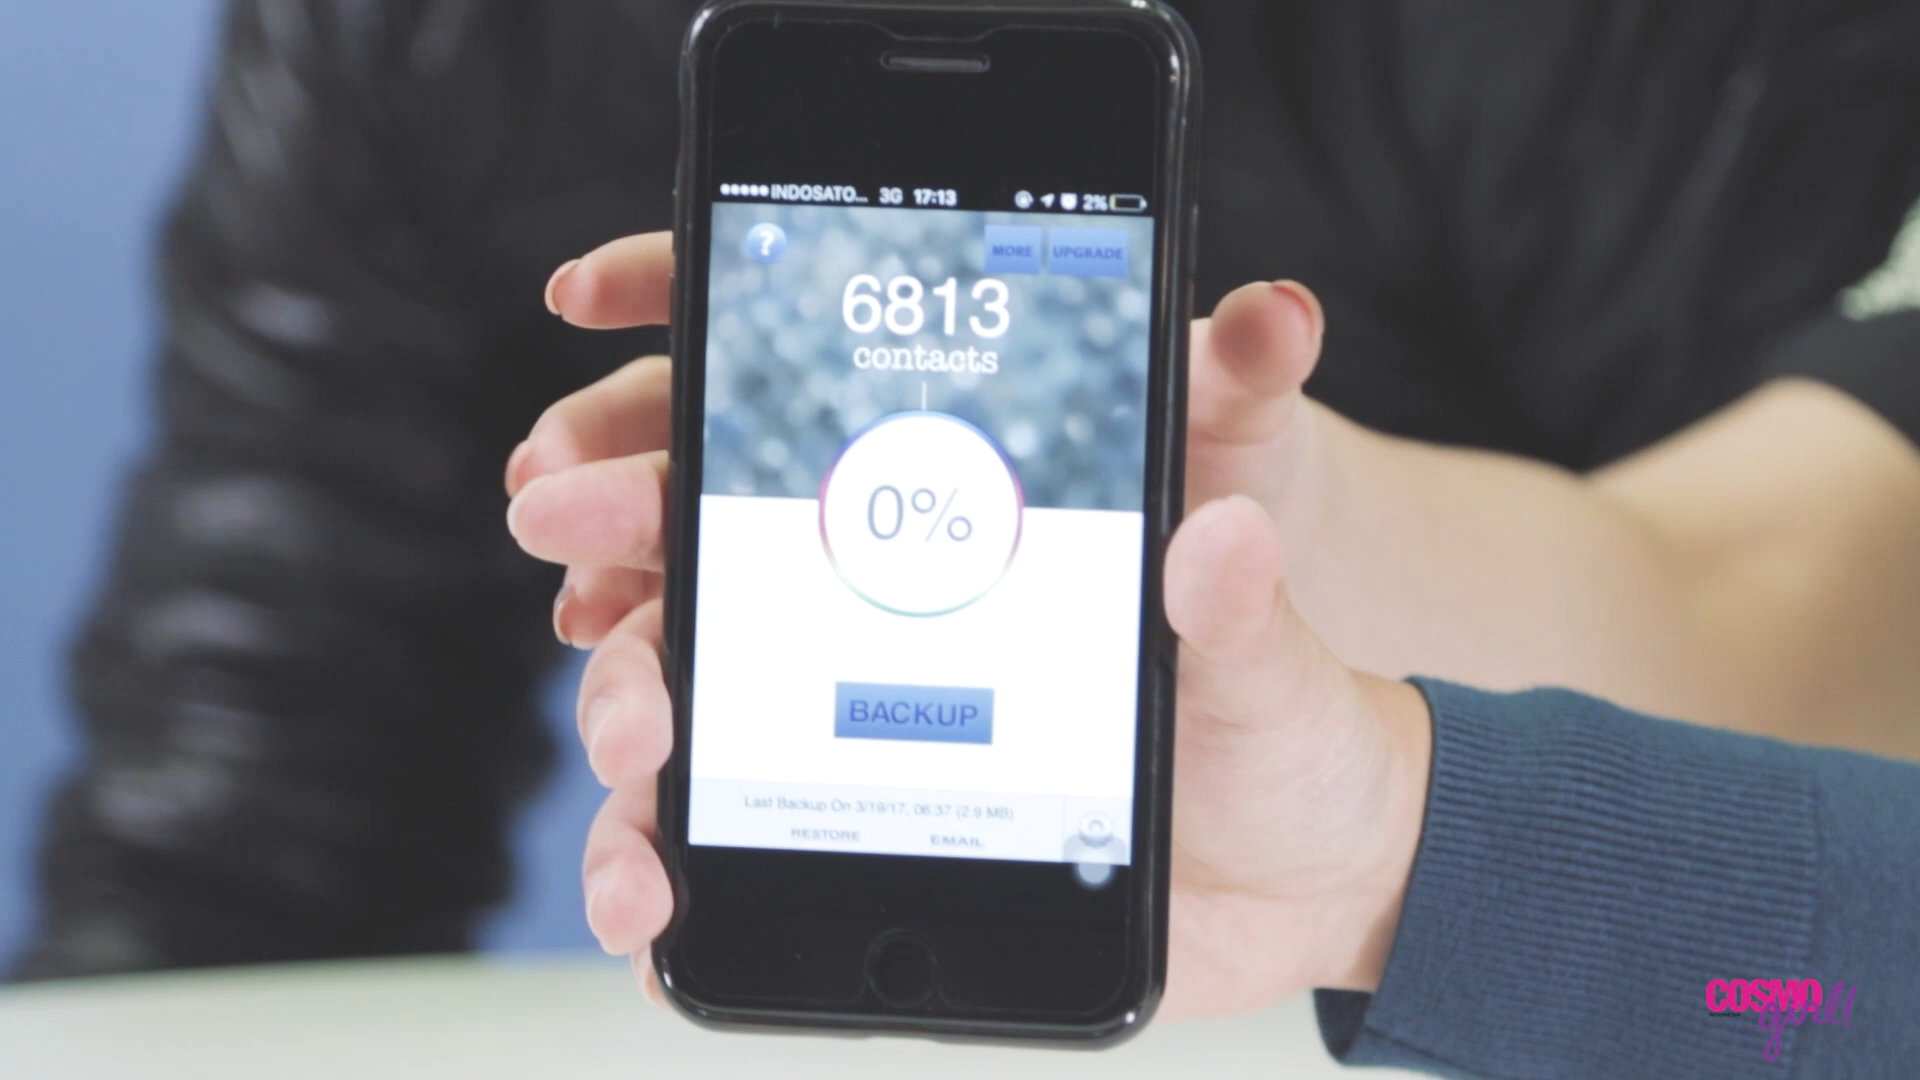 INDOSATO... 3G 17:13 2%
?
MORE UPGRADE
6813
contacts
0%
BACKUP
Last Backup On 3/19/17, 06:37 (2.9 MB)
RESTORE EMAIL
COSMO
girl!